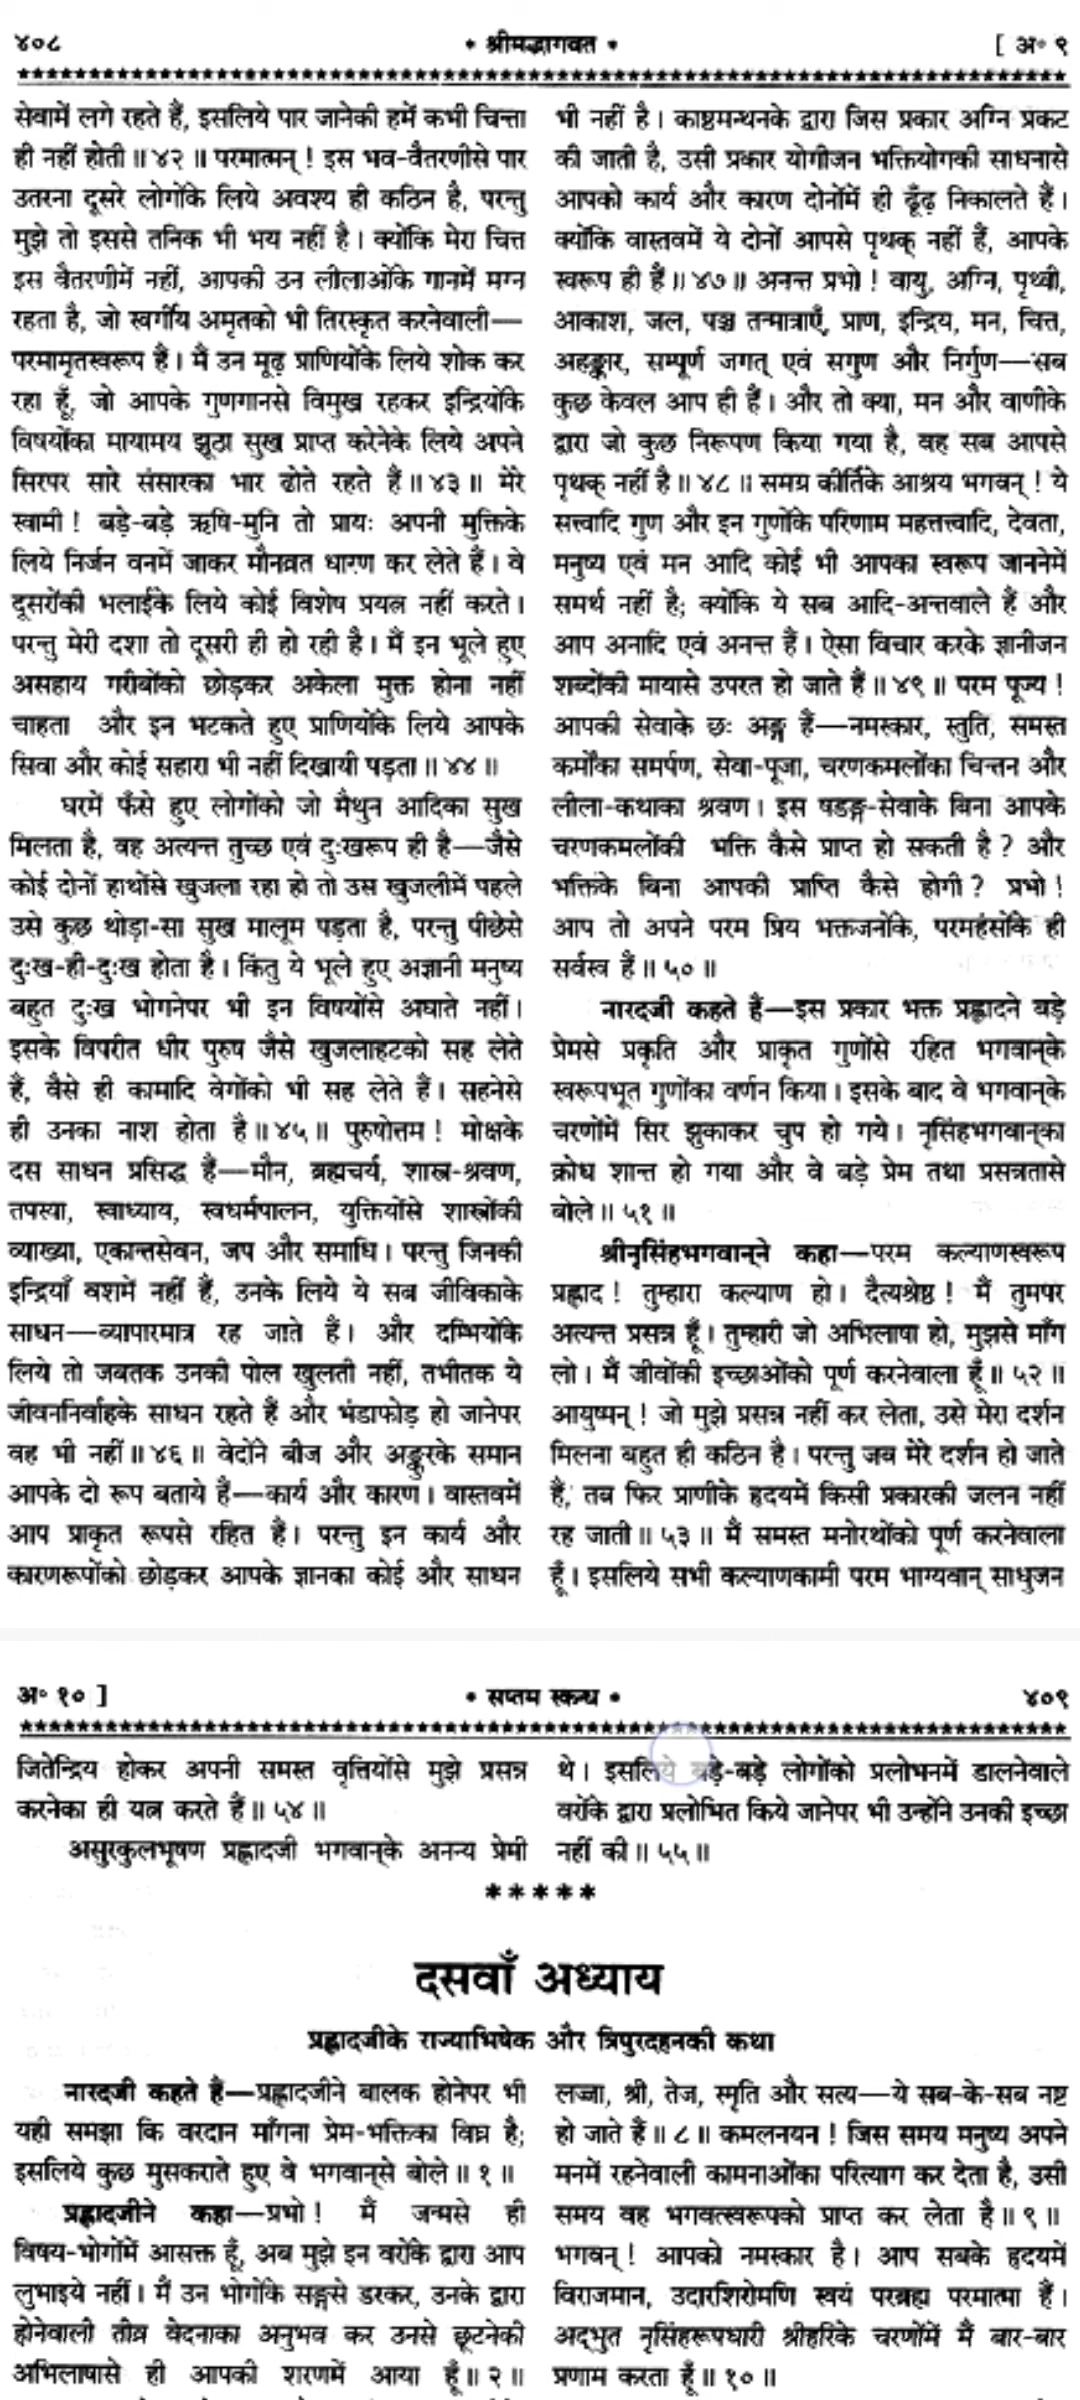 ४०८
• श्रीमद्भागवत •
[ अ॰ ९
सेवामें लगे रहते हैं, इसलिये पार जानेकी हमें कभी चिन्ता
ही नहीं होती ॥ ४२ ॥ परमात्मन् ! इस भव-वैतरणीसे पार
उतरना दूसरे लोगोंके लिये अवश्य ही कठिन है, परन्तु
मुझे तो इससे तनिक भी भय नहीं है। क्योंकि मेरा चित्त
इस वैतरणीमें नहीं, आपकी उन लीलाओंके गानमें मग्न
रहता है, जो स्वर्गीय अमृतको भी तिरस्कृत करनेवाली—
परमामृतस्वरूप हैं। मैं उन मूढ़ प्राणियोंके लिये शोक कर
रहा हूँ, जो आपके गुणगानसे विमुख रहकर इन्द्रियोंके
विषयोंका मायामय झूठा सुख प्राप्त करेनेके लिये अपने
सिरपर सारे संसारका भार ढोते रहते हैं ॥ ४३ ॥ मेरे
स्वामी ! बड़े-बड़े ऋषि-मुनि तो प्रायः अपनी मुक्तिके
लिये निर्जन वनमें जाकर मौनव्रत धारण कर लेते हैं। वे
दूसरोंकी भलाईके लिये कोई विशेष प्रयत्न नहीं करते।
परन्तु मेरी दशा तो दूसरी ही हो रही है। मैं इन भूले हुए
असहाय गरीबोंको छोड़कर अकेला मुक्त होना नहीं
चाहता और इन भटकते हुए प्राणियोंके लिये आपके
सिवा और कोई सहारा भी नहीं दिखायी पड़ता ॥ ४४ ॥
घरमें फँसे हुए लोगोंको जो मैथुन आदिका सुख
मिलता है, वह अत्यन्त तुच्छ एवं दुःखरूप ही है—जैसे
कोई दोनों हाथोंसे खुजला रहा हो तो उस खुजलीमें पहले
उसे कुछ थोड़ा-सा सुख मालूम पड़ता है, परन्तु पीछेसे
दुःख-ही-दुःख होता है। किंतु ये भूले हुए अज्ञानी मनुष्य
बहुत दुःख भोगनेपर भी इन विषयोंसे अघाते नहीं।
इसके विपरीत धीर पुरुष जैसे खुजलाहटको सह लेते
हैं, वैसे ही कामादि वेगोंको भी सह लेते हैं। सहनेसे
ही उनका नाश होता है ॥ ४५ ॥ पुरुषोत्तम ! मोक्षके
दस साधन प्रसिद्ध हैं—मौन, ब्रह्मचर्य, शास्त्र-श्रवण,
तपस्या, स्वाध्याय, स्वधर्मपालन, युक्तियोंसे शास्त्रोंकी
व्याख्या, एकान्तसेवन, जप और समाधि। परन्तु जिनकी
इन्द्रियाँ वशमें नहीं हैं, उनके लिये ये सब जीविकाके
साधन—व्यापारमात्र रह जाते हैं। और दम्भियोंके
लिये तो जबतक उनकी पोल खुलती नहीं, तभीतक ये
जीवननिर्वाहके साधन रहते हैं और भंडाफोड़ हो जानेपर
वह भी नहीं ॥ ४६ ॥ वेदोंने बीज और अङ्कुरके समान
आपके दो रूप बताये हैं—कार्य और कारण। वास्तवमें
आप प्राकृत रूपसे रहित हैं। परन्तु इन कार्य और
कारणरूपोंको छोड़कर आपके ज्ञानका कोई और साधन
भी नहीं है। काष्ठमन्थनके द्वारा जिस प्रकार अग्नि प्रकट
की जाती है, उसी प्रकार योगीजन भक्तियोगकी साधनासे
आपको कार्य और कारण दोनोंमें ही ढूँढ़ निकालते हैं।
क्योंकि वास्तवमें ये दोनों आपसे पृथक् नहीं हैं, आपके
स्वरूप ही हैं ॥ ४७ ॥ अनन्त प्रभो ! वायु, अग्नि, पृथ्वी,
आकाश, जल, पञ्च तन्मात्राएँ, प्राण, इन्द्रिय, मन, चित्त,
अहङ्कार, सम्पूर्ण जगत् एवं सगुण और निर्गुण—सब
कुछ केवल आप ही हैं। और तो क्या, मन और वाणीके
द्वारा जो कुछ निरूपण किया गया है, वह सब आपसे
पृथक् नहीं है ॥ ४८ ॥ समग्र कीर्तिके आश्रय भगवन् ! ये
सत्त्वादि गुण और इन गुणोंके परिणाम महत्तत्त्वादि, देवता,
मनुष्य एवं मन आदि कोई भी आपका स्वरूप जाननेमें
समर्थ नहीं है; क्योंकि ये सब आदि-अन्तवाले हैं और
आप अनादि एवं अनन्त हैं। ऐसा विचार करके ज्ञानीजन
शब्दोंकी मायासे उपरत हो जाते हैं ॥ ४९ ॥ परम पूज्य !
आपकी सेवाके छः अङ्ग हैं—नमस्कार, स्तुति, समस्त
कर्मोंका समर्पण, सेवा-पूजा, चरणकमलोंका चिन्तन और
लीला-कथाका श्रवण। इस षडङ्ग-सेवाके बिना आपके
चरणकमलोंकी भक्ति कैसे प्राप्त हो सकती है ? और
भक्तिके बिना आपकी प्राप्ति कैसे होगी ? प्रभो !
आप तो अपने परम प्रिय भक्तजनोंके, परमहंसोंके ही
सर्वस्व हैं ॥ ५० ॥
नारदजी कहते हैं—इस प्रकार भक्त प्रह्लादने बड़े
प्रेमसे प्रकृति और प्राकृत गुणोंसे रहित भगवान्‌के
स्वरूपभूत गुणोंका वर्णन किया। इसके बाद वे भगवान्‌के
चरणोंमें सिर झुकाकर चुप हो गये। नृसिंहभगवान्‌का
क्रोध शान्त हो गया और वे बड़े प्रेम तथा प्रसन्नतासे
बोले ॥ ५१ ॥
श्रीनृसिंहभगवान्‌ने कहा—परम कल्याणस्वरूप
प्रह्लाद ! तुम्हारा कल्याण हो। दैत्यश्रेष्ठ ! मैं तुमपर
अत्यन्त प्रसन्न हूँ। तुम्हारी जो अभिलाषा हो, मुझसे माँग
लो। मैं जीवोंकी इच्छाओंको पूर्ण करनेवाला हूँ ॥ ५२ ॥
आयुष्मन् ! जो मुझे प्रसन्न नहीं कर लेता, उसे मेरा दर्शन
मिलना बहुत ही कठिन है। परन्तु जब मेरे दर्शन हो जाते
हैं, तब फिर प्राणीके हृदयमें किसी प्रकारकी जलन नहीं
रह जाती ॥ ५३ ॥ मैं समस्त मनोरथोंको पूर्ण करनेवाला
हूँ। इसलिये सभी कल्याणकामी परम भाग्यवान् साधुजन
अ॰ १० ]
• सप्तम स्कन्ध •
४०९
जितेन्द्रिय होकर अपनी समस्त वृत्तियोंसे मुझे प्रसन्न
करनेका ही यत्न करते हैं ॥ ५४ ॥
असुरकुलभूषण प्रह्लादजी भगवान्‌के अनन्य प्रेमी
थे। इसलिये बड़े-बड़े लोगोंको प्रलोभनमें डालनेवाले
वरोंके द्वारा प्रलोभित किये जानेपर भी उन्होंने उनकी इच्छा
नहीं की ॥ ५५ ॥
*****
दसवाँ अध्याय
प्रह्लादजीके राज्याभिषेक और त्रिपुरदहनकी कथा
नारदजी कहते हैं—प्रह्लादजीने बालक होनेपर भी
यही समझा कि वरदान माँगना प्रेम-भक्तिका विघ्न है;
इसलिये कुछ मुसकराते हुए वे भगवान्‌से बोले ॥ १ ॥
प्रह्लादजीने कहा—प्रभो ! मैं जन्मसे ही
विषय-भोगोंमें आसक्त हूँ, अब मुझे इन वरोंके द्वारा आप
लुभाइये नहीं। मैं उन भोगोंके सङ्गसे डरकर, उनके द्वारा
होनेवाली तीव्र वेदनाका अनुभव कर उनसे छूटनेकी
अभिलाषासे ही आपकी शरणमें आया हूँ ॥ २ ॥
लज्जा, श्री, तेज, स्मृति और सत्य—ये सब-के-सब नष्ट
हो जाते हैं ॥ ८ ॥ कमलनयन ! जिस समय मनुष्य अपने
मनमें रहनेवाली कामनाओंका परित्याग कर देता है, उसी
समय वह भगवत्स्वरूपको प्राप्त कर लेता है ॥ ९ ॥
भगवन् ! आपको नमस्कार है। आप सबके हृदयमें
विराजमान, उदारशिरोमणि स्वयं परब्रह्म परमात्मा हैं।
अद्भुत नृसिंहरूपधारी श्रीहरिके चरणोंमें मैं बार-बार
प्रणाम करता हूँ ॥ १० ॥